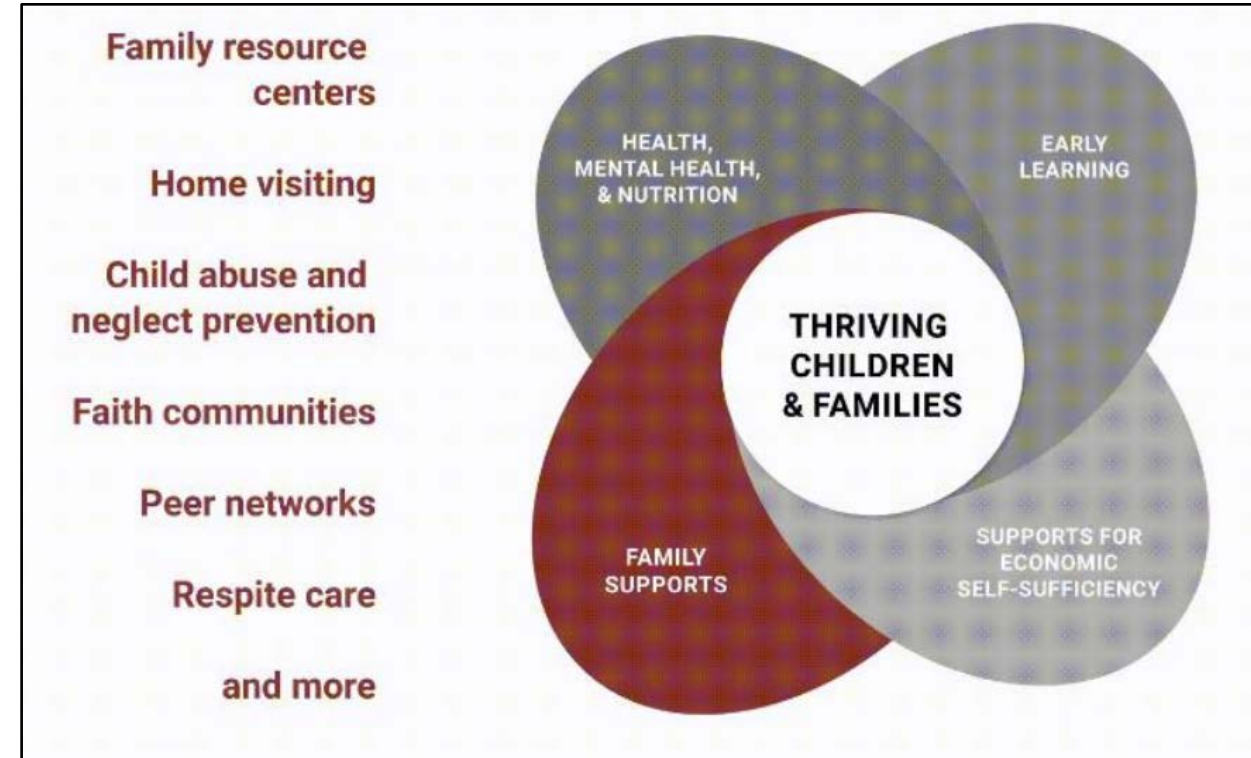 Family resource
centers
Home visiting
Child abuse and
neglect prevention
Faith communities
Peer networks
Respite care
and more
HEALTH,
MENTAL HEALTH,
& NUTRITION
EARLY
LEARNING
THRIVING
CHILDREN
& FAMILIES
FAMILY
SUPPORTS
SUPPORTS FOR
ECONOMIC
SELF-SUFFICIENCY